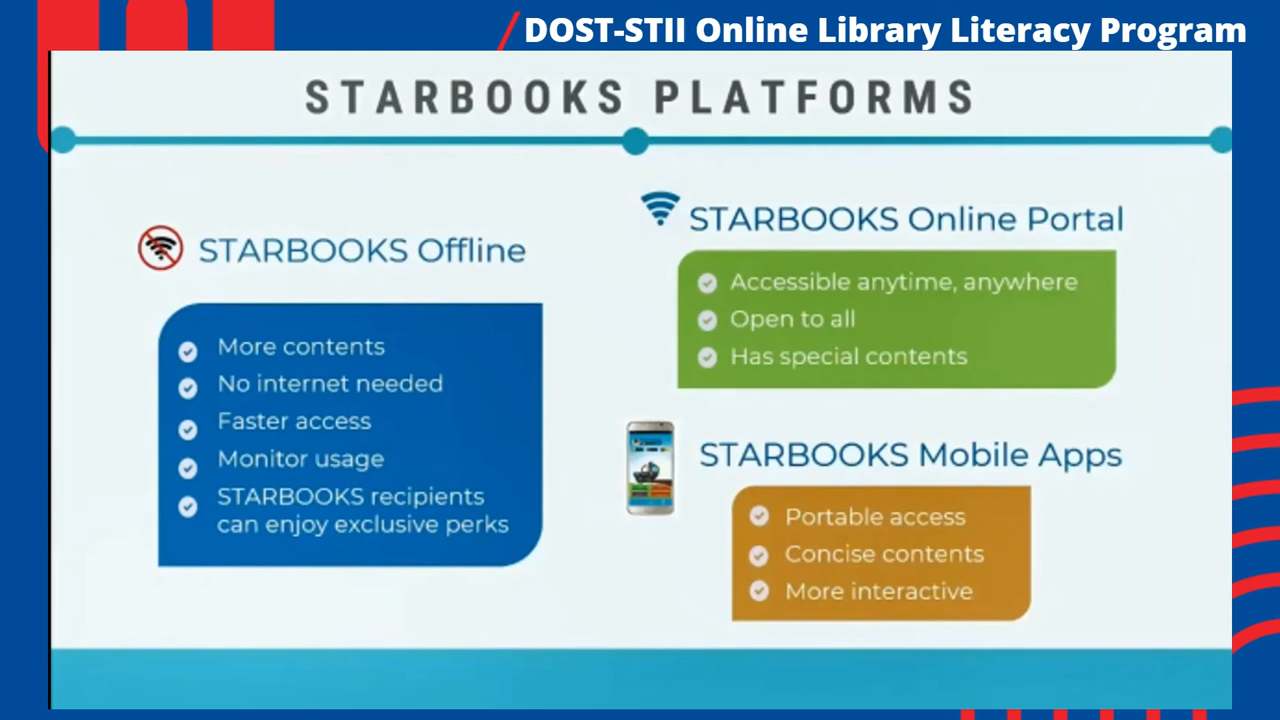 DOST-STII Online Library Literacy Program
STARBOOKS PLATFORMS
STARBOOKS Offline
More contents
No internet needed
Faster access
Monitor usage
STARBOOKS recipients
can enjoy exclusive perks
STARBOOKS Online Portal
Accessible anytime, anywhere
Open to all
Has special contents
STARBOOKS Mobile Apps
Portable access
Concise contents
More interactive